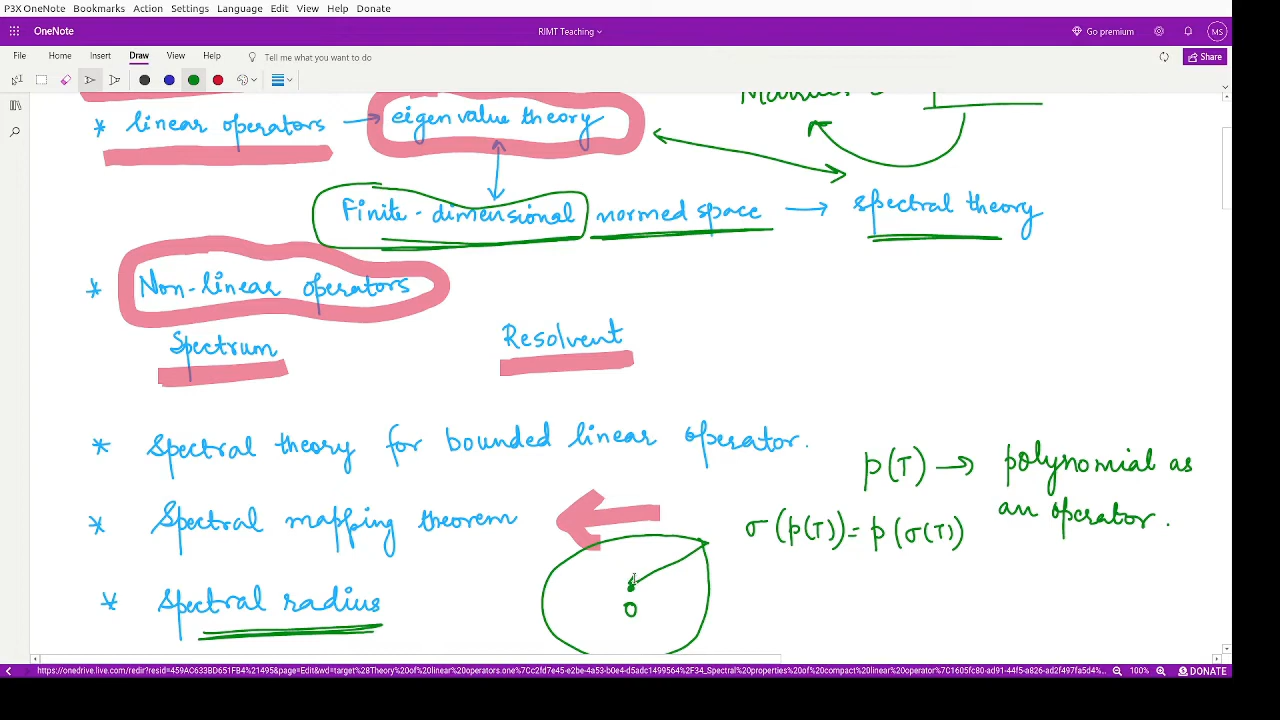 P3X OneNote Bookmarks Action Settings Language Edit View Help Donate
OneNote
RIMT Teaching
Go premium
MS
File Home Insert Draw View Help
Tell me what you want to do
Share
* linear operators → eigen value theory
Finite-dimensional normed space → spectral theory
* Non-linear operators
Spectrum
Resolvent
* Spectral theory for bounded linear operator.
p(T) → polynomial as
an operator.
* Spectral mapping theorem
σ(p(T)) = p(σ(T))
* Spectral radius
0
100%
DONATE